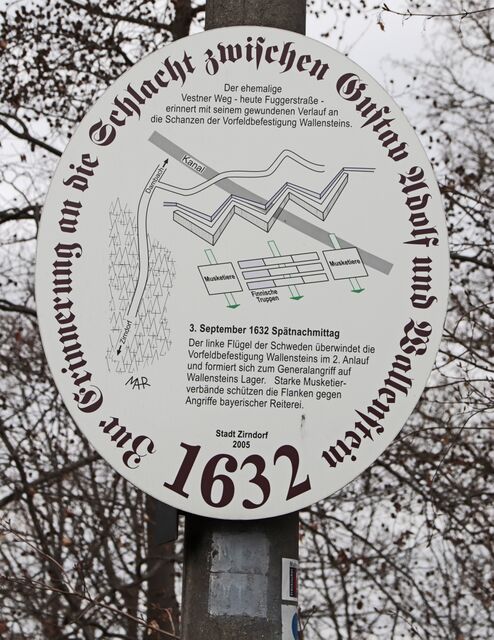 Zur Erinnerung an die Schlacht zwischen Gustav Adolf und Wallenstein
1632
Der ehemalige
Vestner Weg - heute Fuggerstraße -
erinnert mit seinem gewundenen Verlauf an
die Schanzen der Vorfeldbefestigung Wallensteins.
Kanal
Dambach
Musketiere
Musketiere
Finnische
Truppen
Zirndorf
MAR
3. September 1632 Spätnachmittag
Der linke Flügel der Schweden überwindet die
Vorfeldbefestigung Wallensteins im 2. Anlauf
und formiert sich zum Generalangriff auf
Wallensteins Lager. Starke Musketier-
verbände schützen die Flanken gegen
Angriffe bayerischer Reiterei.
Stadt Zirndorf
2005